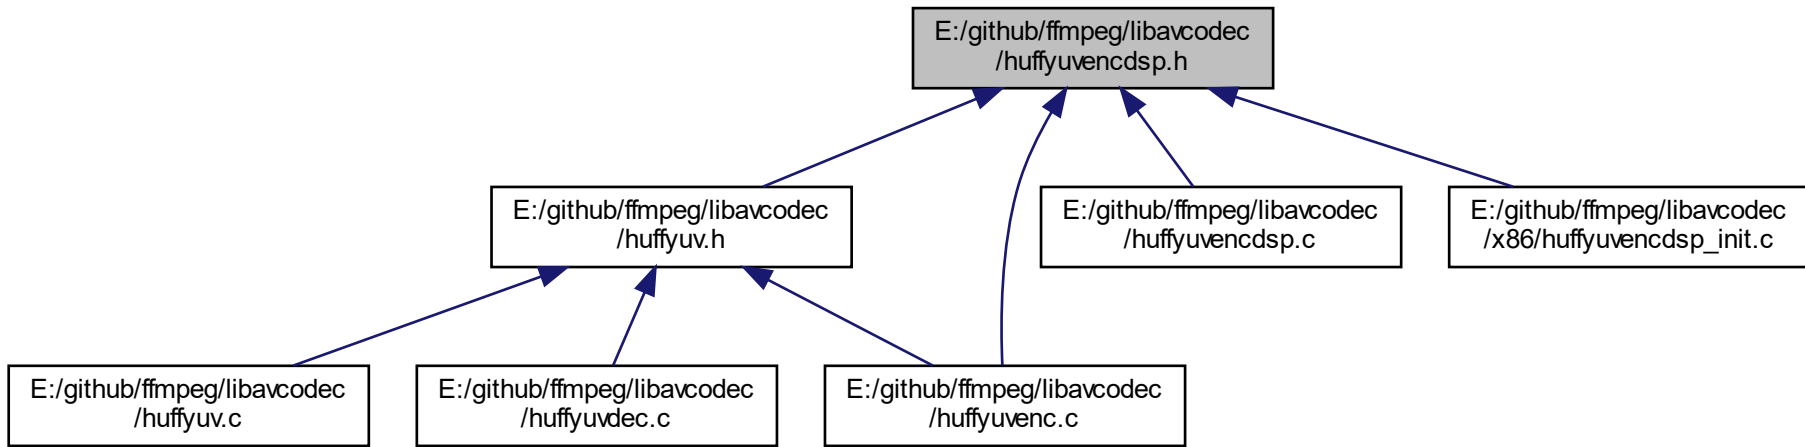 E:/github/ffmpeg/libavcodec
/huffyuvencdsp.h
E:/github/ffmpeg/libavcodec
/huffyuv.h
E:/github/ffmpeg/libavcodec
/huffyuvencdsp.c
E:/github/ffmpeg/libavcodec
/x86/huffyuvencdsp_init.c
E:/github/ffmpeg/libavcodec
/huffyuv.c
E:/github/ffmpeg/libavcodec
/huffyuvdec.c
E:/github/ffmpeg/libavcodec
/huffyuvenc.c